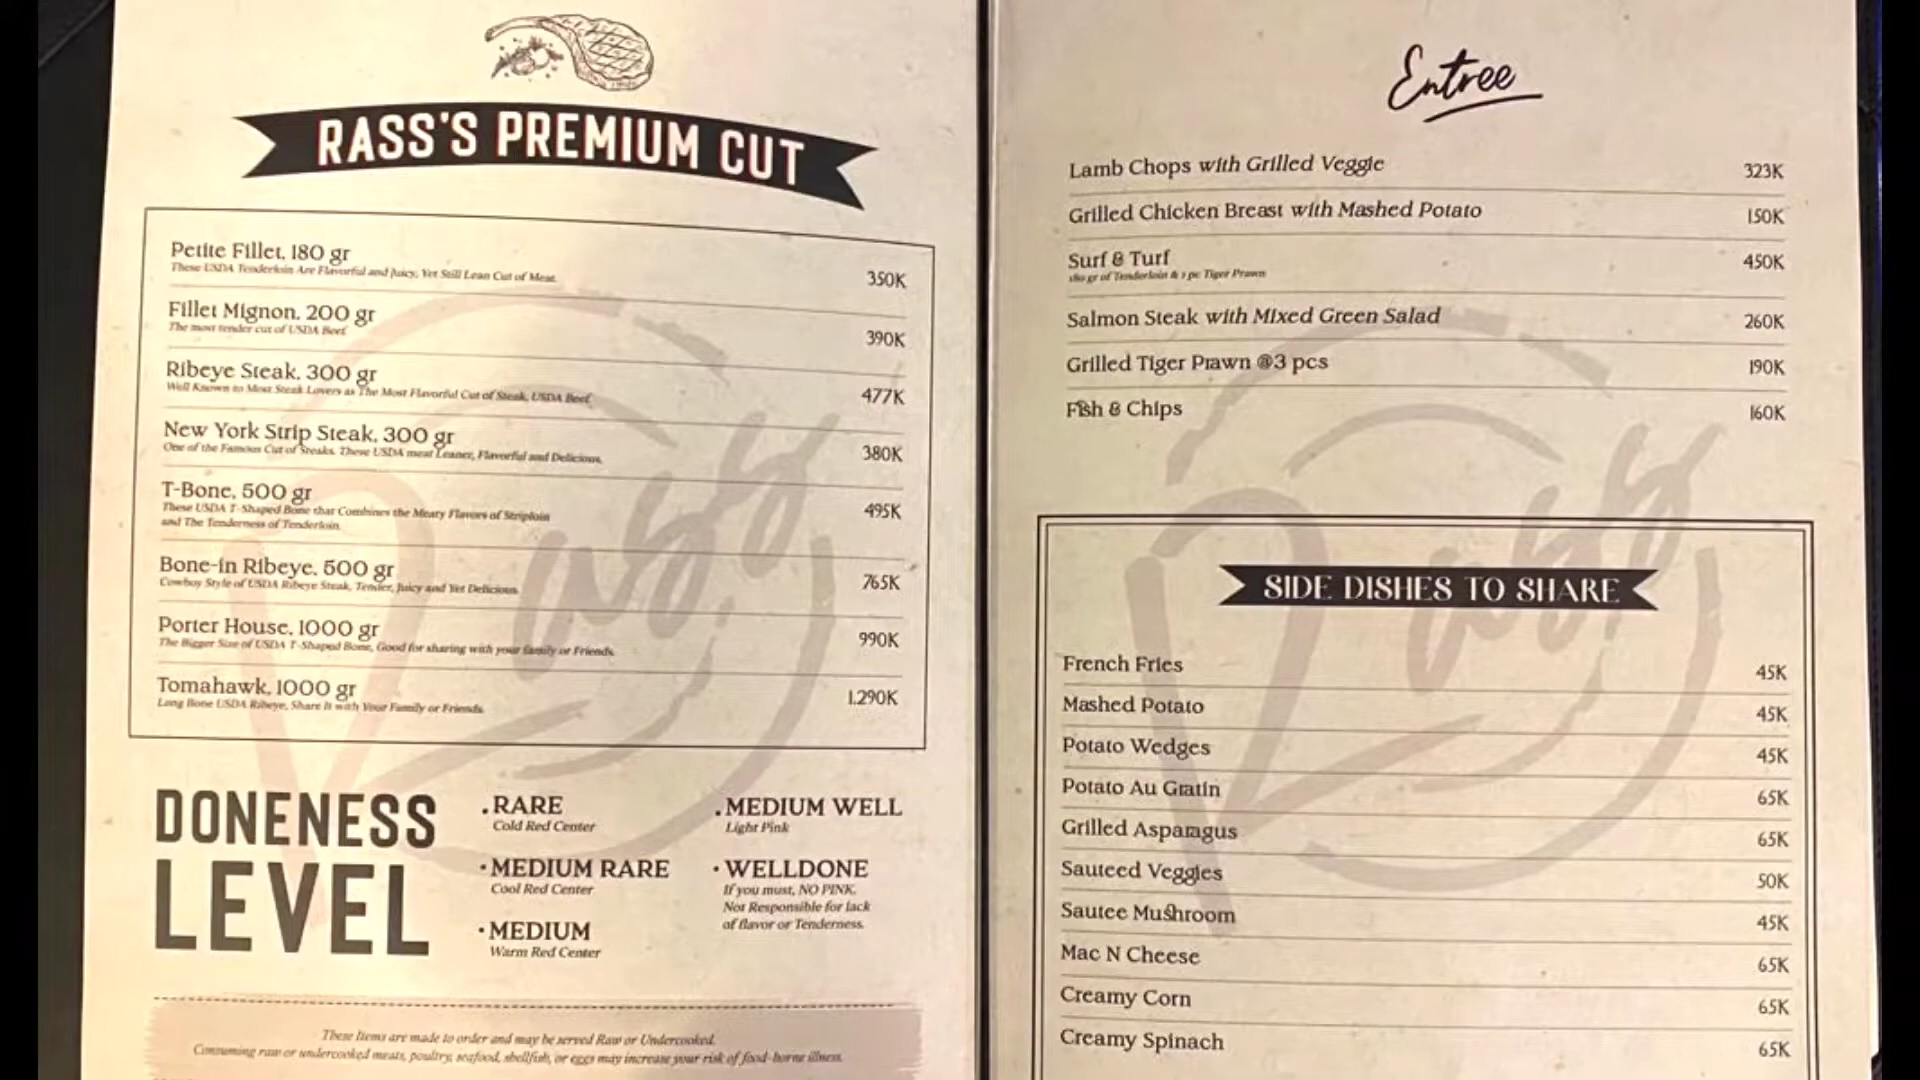 RASS'S PREMIUM CUT
Petite Fillet, 180 gr
These USDA Tenderloin Are Flavorful and Juicy, Yet Still Lean Cut of Meat.
350K
Fillet Mignon, 200 gr
The most tender cut of USDA Beef
390K
Ribeye Steak, 300 gr
Well Known to Most Steak Lovers as The Most Flavorful Cut of Steak, USDA Beef
477K
New York Strip Steak, 300 gr
One of the Famous Cut of Steaks. These USDA meat Leaner, Flavorful and Delicious.
380K
T-Bone, 500 gr
These USDA T-Shaped Bone that Combines the Meaty Flavors of Striploin
and The Tenderness of Tenderloin.
495K
Bone-in Ribeye, 500 gr
Cowboy Style of USDA Ribeye Steak, Tender, Juicy and Yet Delicious.
765K
Porter House, 1000 gr
The Bigger Size of USDA T-Shaped Bone, Good for sharing with your family or Friends.
990K
Tomahawk, 1000 gr
Long Bone USDA Ribeye, Share It with Your Family or Friends.
1.290K
DONENESS
LEVEL
• RARE
Cold Red Center
• MEDIUM RARE
Cool Red Center
• MEDIUM
Warm Red Center
• MEDIUM WELL
Light Pink
• WELLDONE
If you must, NO PINK.
Not Responsible for lack
of flavor or Tenderness.
These Items are made to order and may be served Raw or Undercooked.
Consuming raw or undercooked meats, poultry, seafood, shellfish, or eggs may increase your risk of food-borne illness.
Entree
Lamb Chops with Grilled Veggie 323K
Grilled Chicken Breast with Mashed Potato 150K
Surf & Turf
180 gr of Tenderloin & 1 pc Tiger Prawn
450K
Salmon Steak with Mixed Green Salad 260K
Grilled Tiger Prawn @3 pcs 190K
Fish & Chips 160K
SIDE DISHES TO SHARE
French Fries 45K
Mashed Potato 45K
Potato Wedges 45K
Potato Au Gratin 65K
Grilled Asparagus 65K
Sauteed Veggies 50K
Sautee Mushroom 45K
Mac N Cheese 65K
Creamy Corn 65K
Creamy Spinach 65K
Rass
Rass